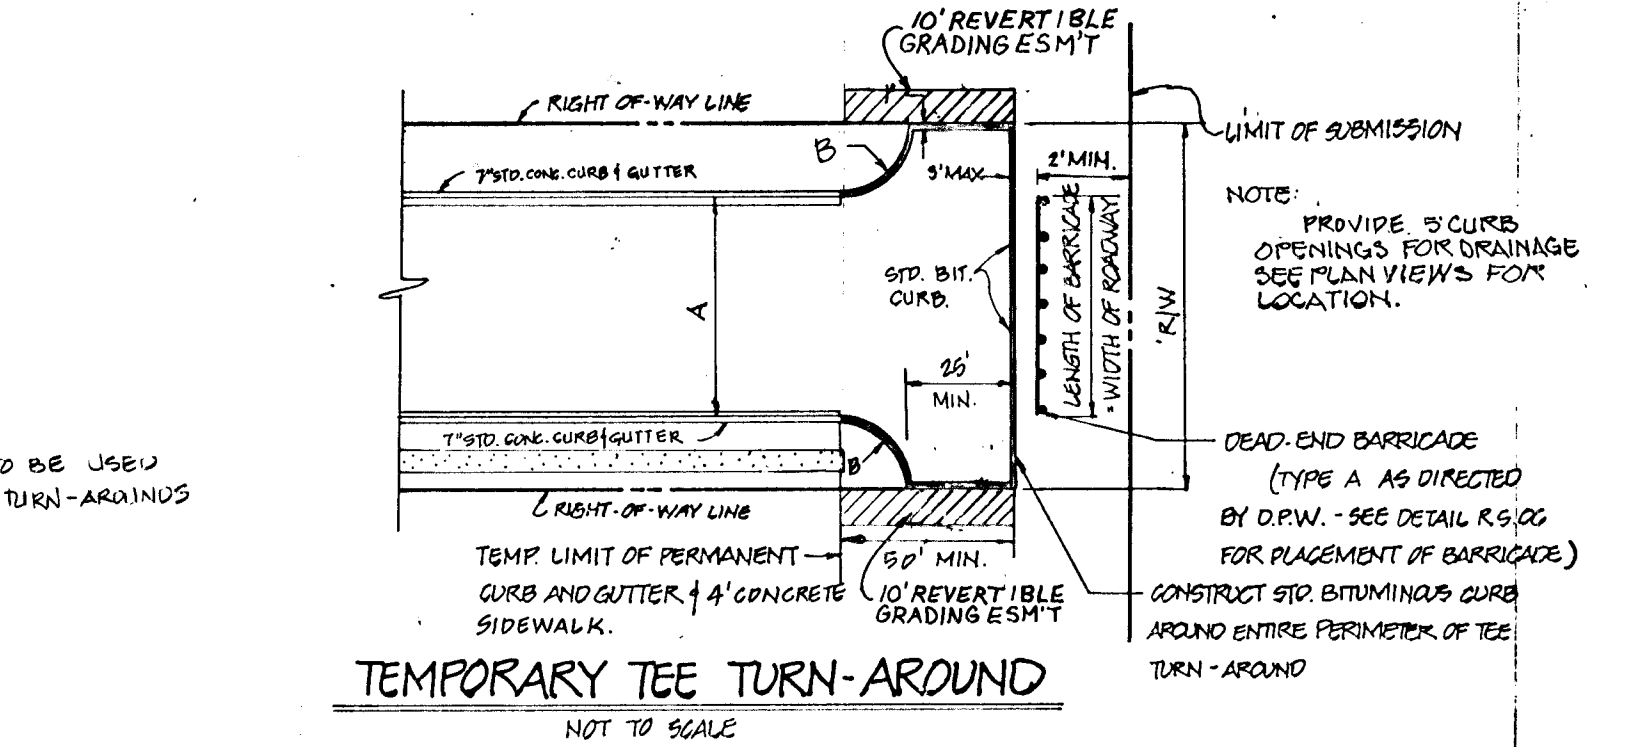 10' REVERTIBLE
GRADING ESM'T
RIGHT OF-WAY LINE
LIMIT OF SUBMISSION
B
2' MIN.
7" STD. CONC. CURB & GUTTER
3' MAX
NOTE:
PROVIDE 5' CURB
OPENINGS FOR DRAINAGE
SEE PLAN VIEWS FOR
LOCATION.
STD. BIT.
CURB.
LENGTH OF BARRICADE
= WIDTH OF ROADWAY
A
R/W
25'
MIN.
7" STD. CONC. CURB & GUTTER
DEAD-END BARRICADE
(TYPE A AS DIRECTED
BY D.P.W. - SEE DETAIL R.S.06
FOR PLACEMENT OF BARRICADE)
BE USED
TURN-AROUNDS
B
RIGHT-OF-WAY LINE
TEMP. LIMIT OF PERMANENT
CURB AND GUTTER & 4' CONCRETE
SIDEWALK.
50' MIN.
10' REVERTIBLE
GRADING ESM'T
CONSTRUCT STD. BITUMINOUS CURB
AROUND ENTIRE PERIMETER OF TEE
TURN-AROUND
TEMPORARY TEE TURN-AROUND
NOT TO SCALE